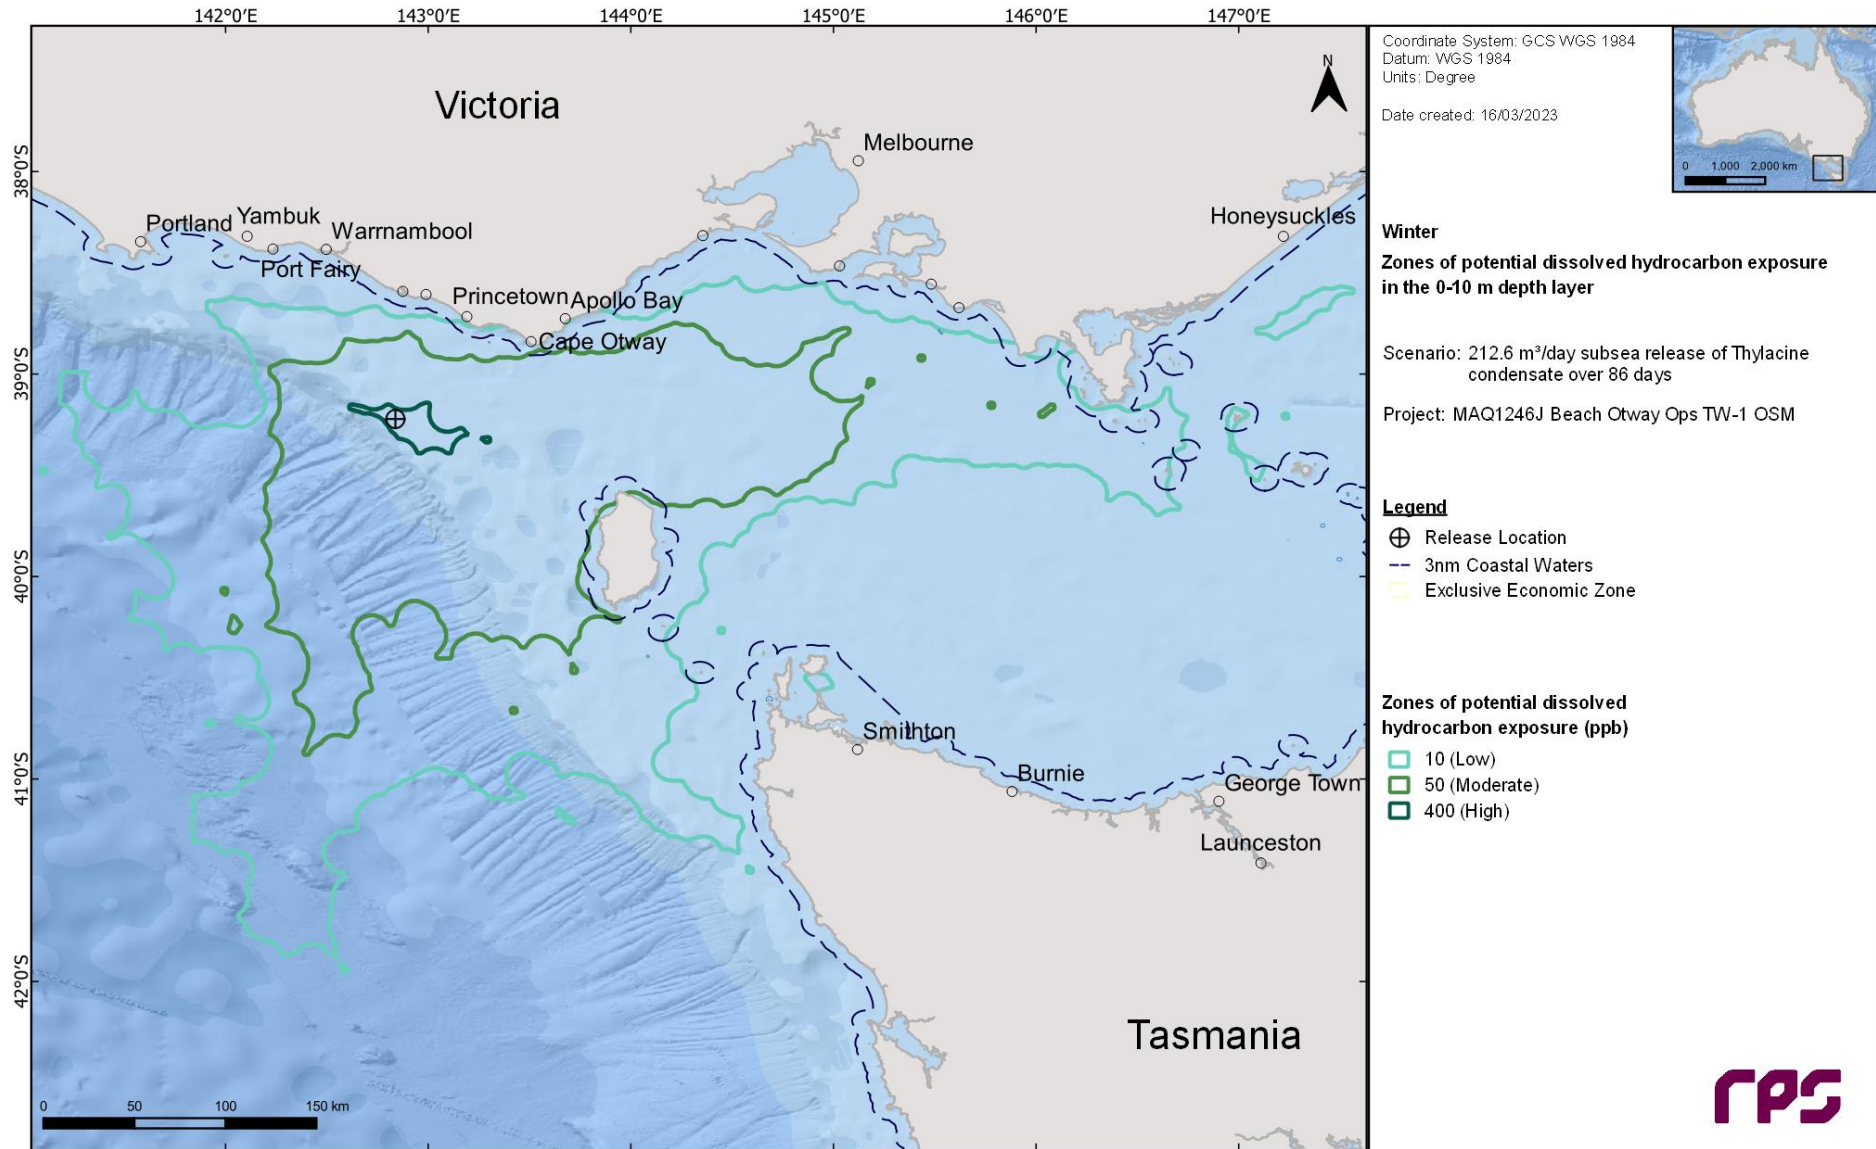 142°0'E
143°0'E
144°0'E
145°0'E
146°0'E
147°0'E
38°0'S
39°0'S
40°0'S
41°0'S
42°0'S
Victoria
N
Melbourne
Portland
Yambuk
Warrnambool
Port Fairy
Princetown
Apollo Bay
Cape Otway
Honeysuckles
Smithton
Burnie
George Town
Launceston
Tasmania
0 50 100 150 km
Coordinate System: GCS WGS 1984
Datum: WGS 1984
Units: Degree
Date created: 16/03/2023
0 1,000 2,000 km
Winter
Zones of potential dissolved hydrocarbon exposure
in the 0-10 m depth layer
Scenario: 212.6 m³/day subsea release of Thylacine
condensate over 86 days
Project: MAQ1246J Beach Otway Ops TW-1 OSM
Legend
Release Location
3nm Coastal Waters
Exclusive Economic Zone
Zones of potential dissolved
hydrocarbon exposure (ppb)
10 (Low)
50 (Moderate)
400 (High)
rps